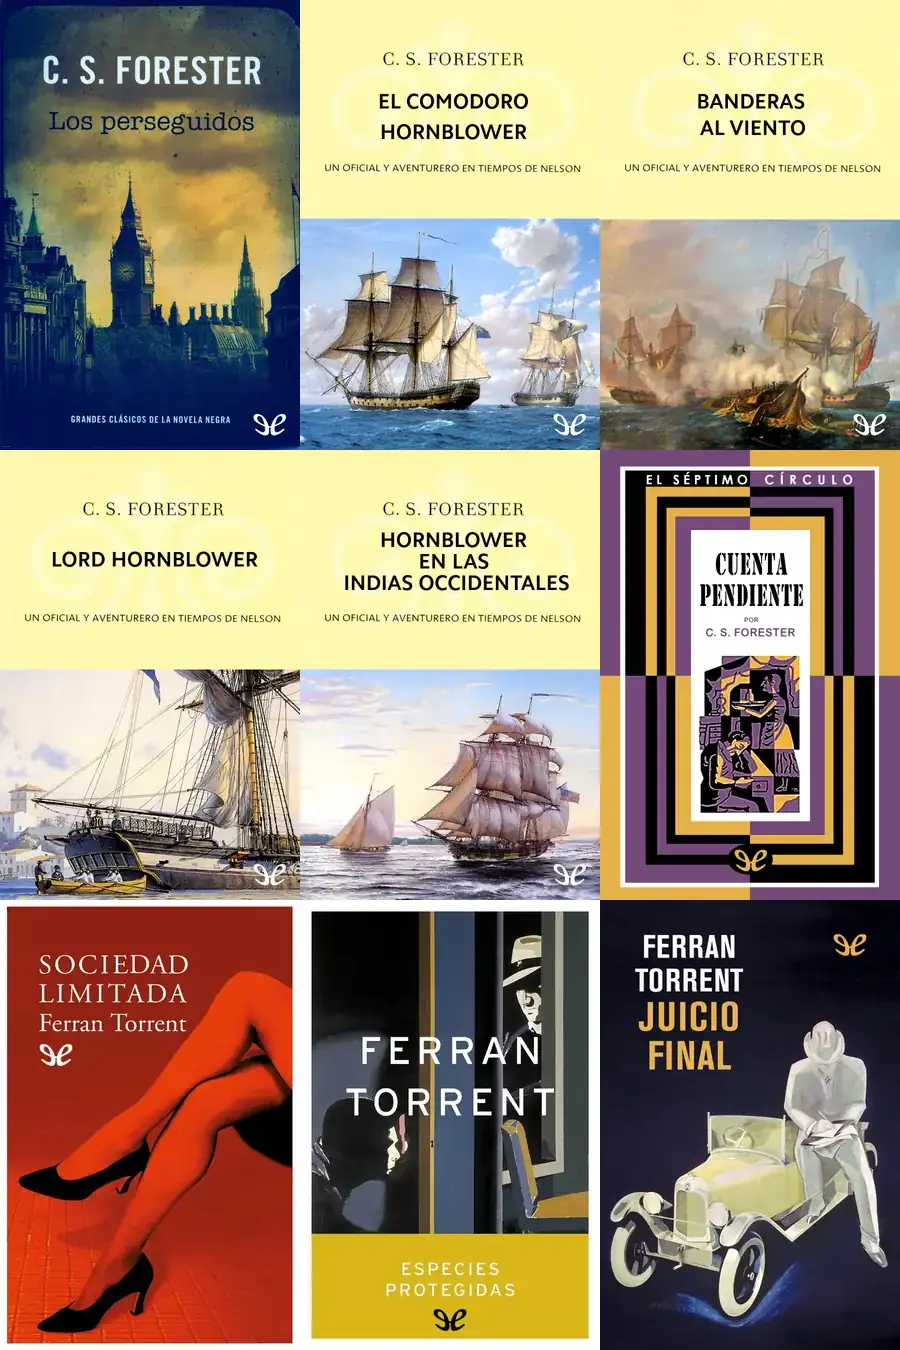 C. S. FORESTER
Los perseguidos
GRANDES CLÁSICOS DE LA NOVELA NEGRA
C. S. FORESTER
EL COMODORO
HORNBLOWER
UN OFICIAL Y AVENTURERO EN TIEMPOS DE NELSON
C. S. FORESTER
BANDERAS
AL VIENTO
UN OFICIAL Y AVENTURERO EN TIEMPOS DE NELSON
C. S. FORESTER
LORD HORNBLOWER
UN OFICIAL Y AVENTURERO EN TIEMPOS DE NELSON
C. S. FORESTER
HORNBLOWER
EN LAS
INDIAS OCCIDENTALES
UN OFICIAL Y AVENTURERO EN TIEMPOS DE NELSON
EL SÉPTIMO CÍRCULO
CUENTA
PENDIENTE
POR
C. S. FORESTER
SOCIEDAD
LIMITADA
Ferran Torrent
FERRAN
TORRENT
ESPECIES
PROTEGIDAS
FERRAN
TORRENT
JUICIO
FINAL